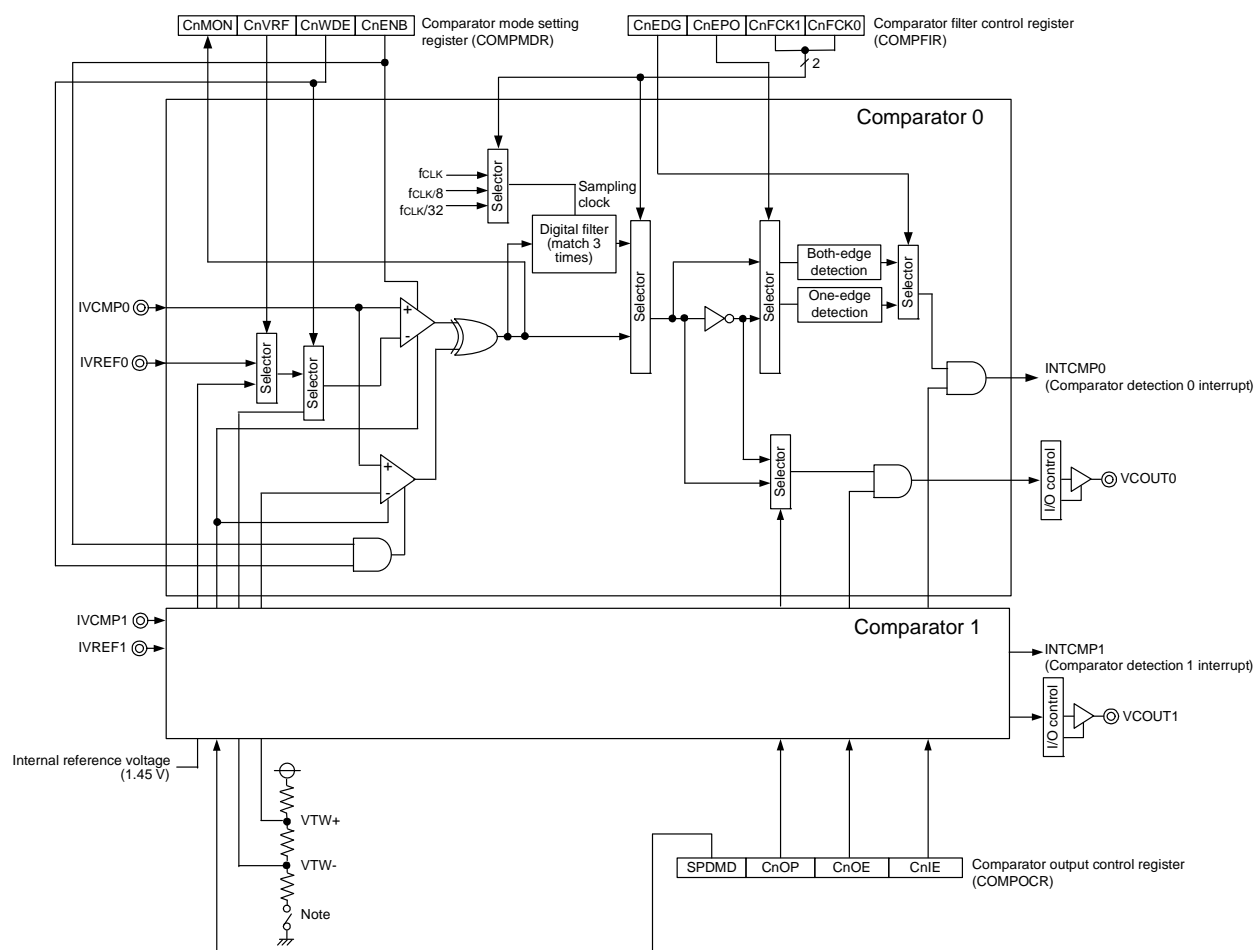 CnMON CnVRF CnWDE CnENB
Comparator mode setting
register (COMPMDR)
CnEDG CnEPO CnFCK1 CnFCK0
Comparator filter control register
(COMPFIR)
2
Comparator 0
fCLK
fCLK/8
fCLK/32
Selector
Sampling
clock
Digital filter
(match 3
times)
Selector
Selector
Both-edge
detection
One-edge
detection
Selector
IVCMP0
+
-
IVREF0
Selector
Selector
INTCMP0
(Comparator detection 0 interrupt)
+
-
Selector
I/O control
VCOUT0
IVCMP1
IVREF1
Comparator 1
INTCMP1
(Comparator detection 1 interrupt)
I/O control
VCOUT1
Internal reference voltage
(1.45 V)
VTW+
VTW-
Note
SPDMD CnOP CnOE CnIE
Comparator output control register
(COMPOCR)